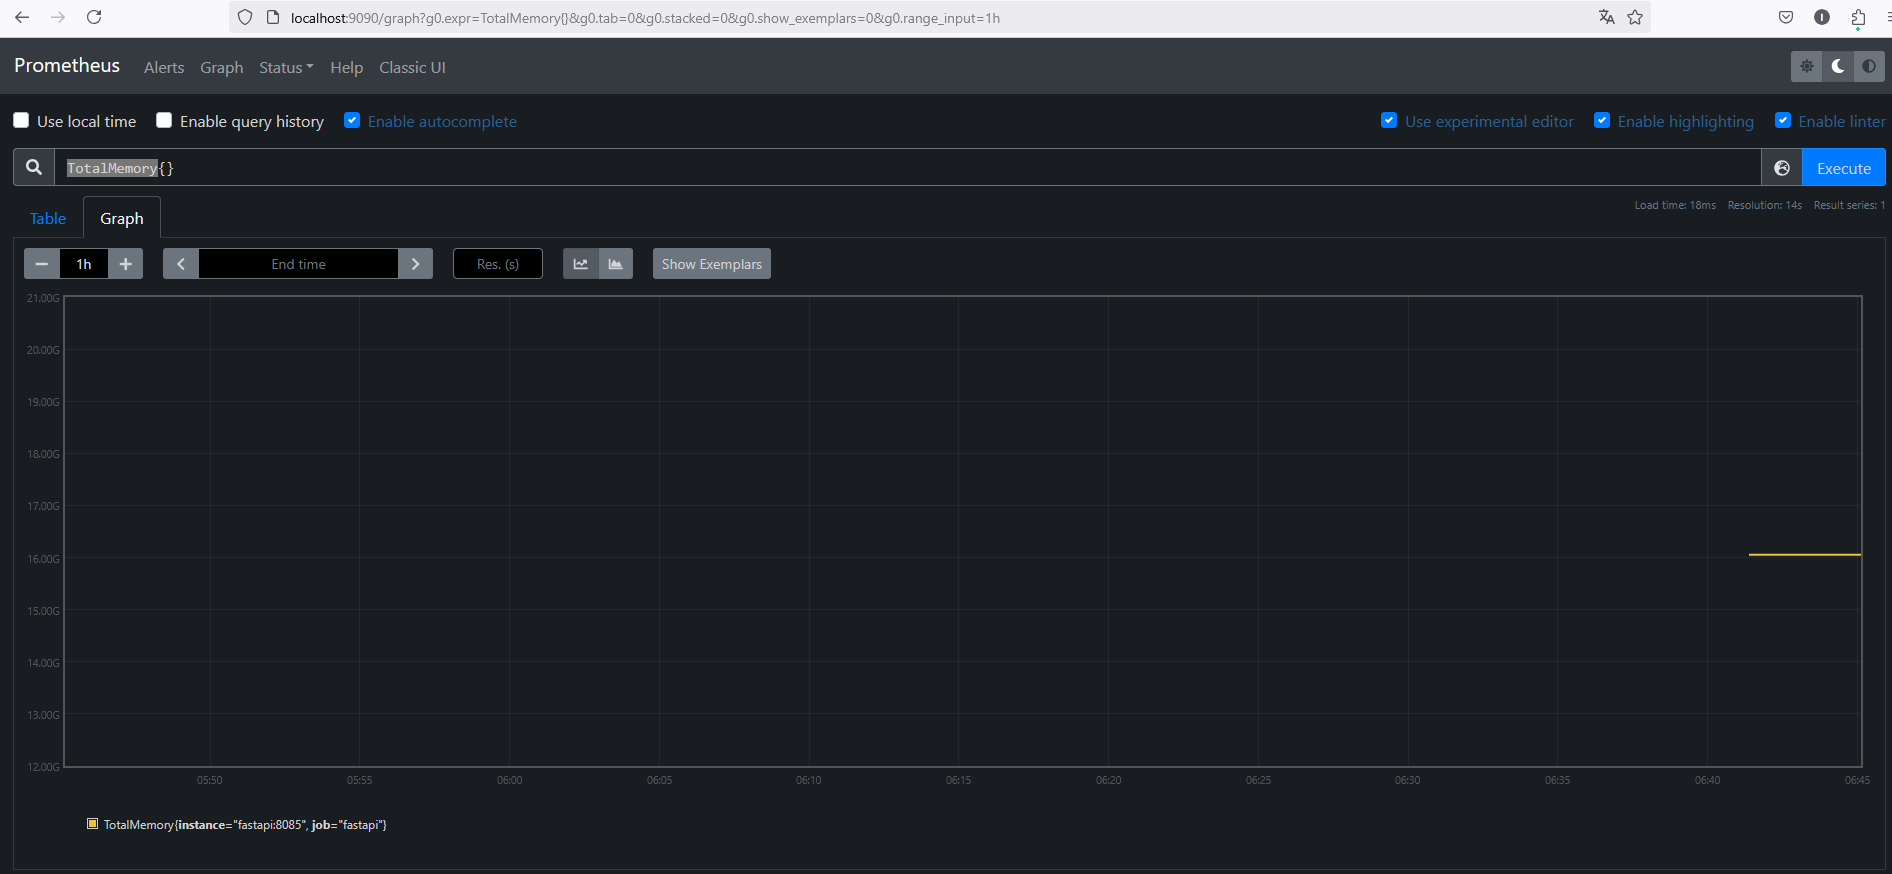 localhost:9090/graph?g0.expr=TotalMemory{}&g0.tab=0&g0.stacked=0&g0.show_exemplars=0&g0.range_input=1h
Prometheus Alerts Graph Status Help Classic UI
Use local time Enable query history Enable autocomplete Use experimental editor Enable highlighting Enable linter
TotalMemory{} Execute
Table Graph Load time: 18ms Resolution: 14s Result series: 1
1h End time Res. (s) Show Exemplars
21.00G
20.00G
19.00G
18.00G
17.00G
16.00G
15.00G
14.00G
13.00G
12.00G
05:50 05:55 06:00 06:05 06:10 06:15 06:20 06:25 06:30 06:35 06:40 06:45
TotalMemory{instance="fastapi:8085", job="fastapi"}